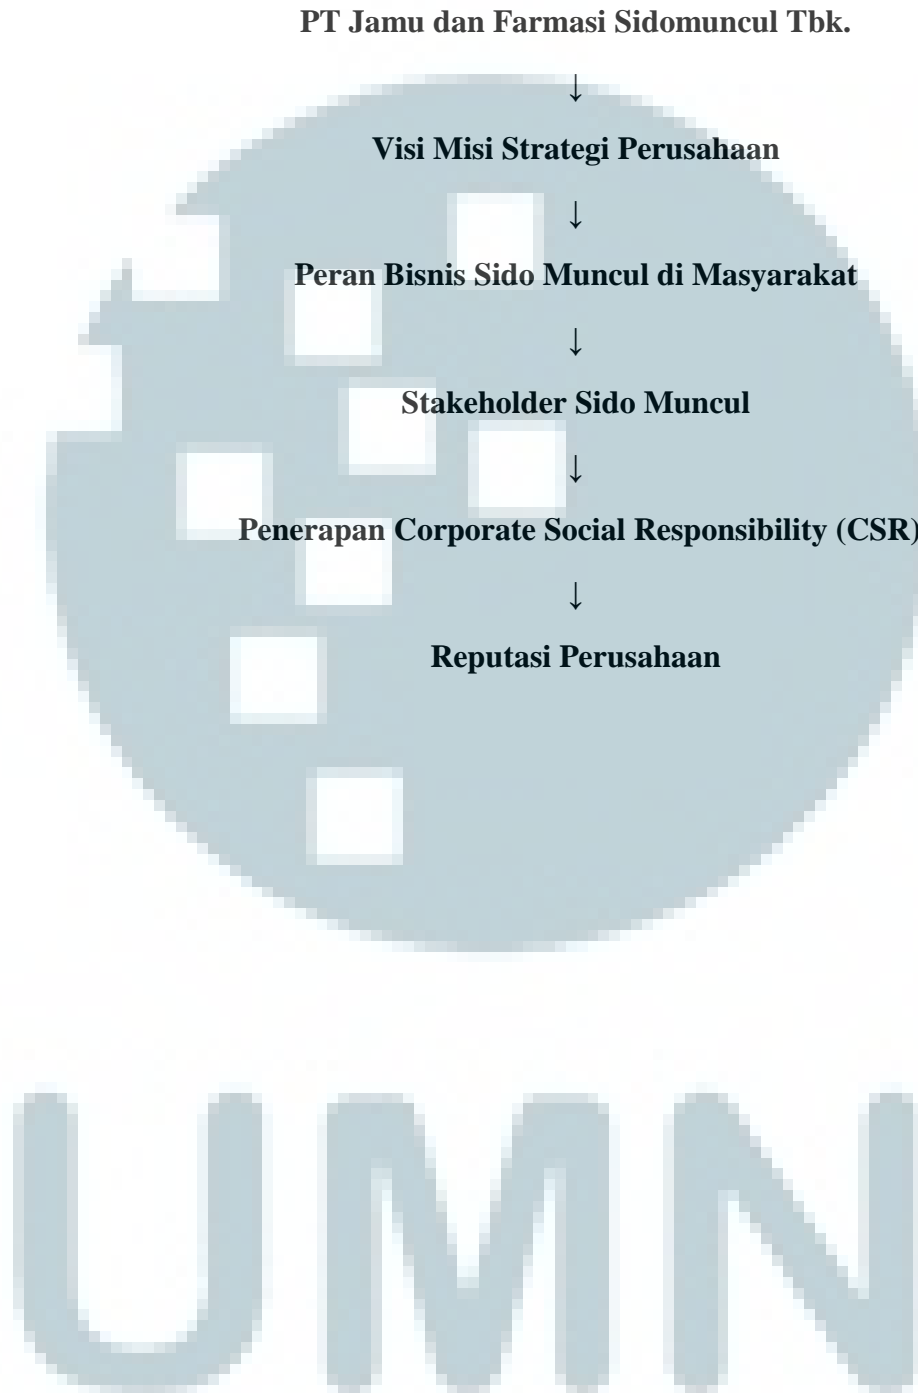 PT Jamu dan Farmasi Sidomuncul Tbk.
↓
Visi Misi Strategi Perusahaan
↓
Peran Bisnis Sido Muncul di Masyarakat
↓
Stakeholder Sido Muncul
↓
Penerapan Corporate Social Responsibility (CSR)
↓
Reputasi Perusahaan
UMN